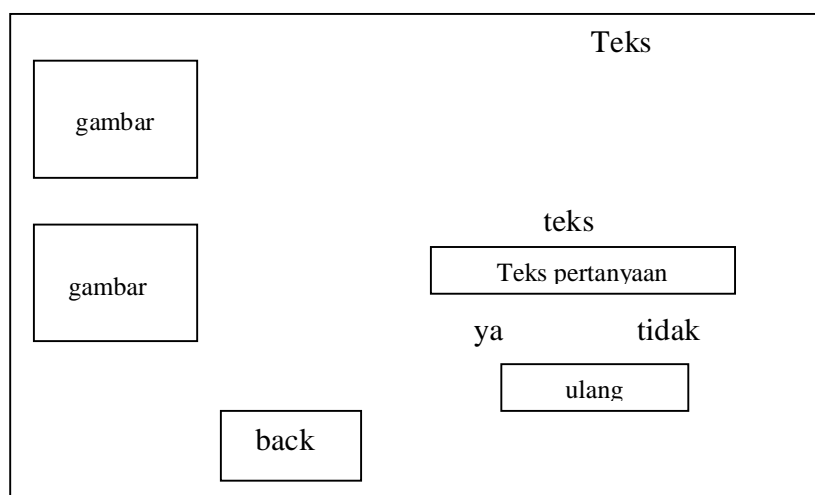 Teks
gambar
teks
gambar
Teks pertanyaan
ya tidak
ulang
back